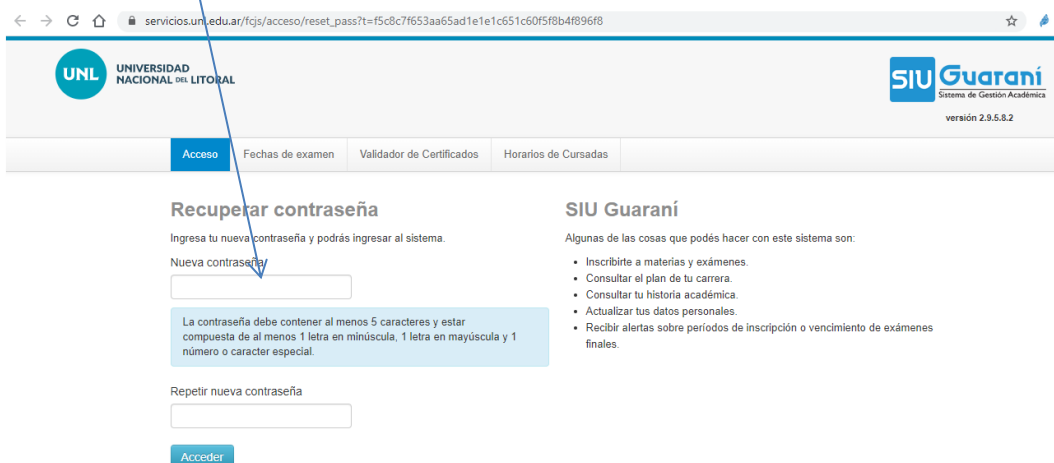 servicios.unl.edu.ar/fcjs/acceso/reset_pass?t=f5c8c7f653aa65ad1e1e1c651c60f5f8b4f896f8
UNL
UNIVERSIDAD
NACIONAL DEL LITORAL
SIU Guaraní
Sistema de Gestión Académica
versión 2.9.5.8.2
Acceso Fechas de examen Validador de Certificados Horarios de Cursadas
Recuperar contraseña
Ingresa tu nueva contraseña y podrás ingresar al sistema.
Nueva contraseña
La contraseña debe contener al menos 5 caracteres y estar
compuesta de al menos 1 letra en minúscula, 1 letra en mayúscula y 1
número o caracter especial.
Repetir nueva contraseña
Acceder
SIU Guaraní
Algunas de las cosas que podés hacer con este sistema son:
• Inscribirte a materias y exámenes.
• Consultar el plan de tu carrera.
• Consultar tu historia académica.
• Actualizar tus datos personales.
• Recibir alertas sobre períodos de inscripción o vencimiento de exámenes
finales.